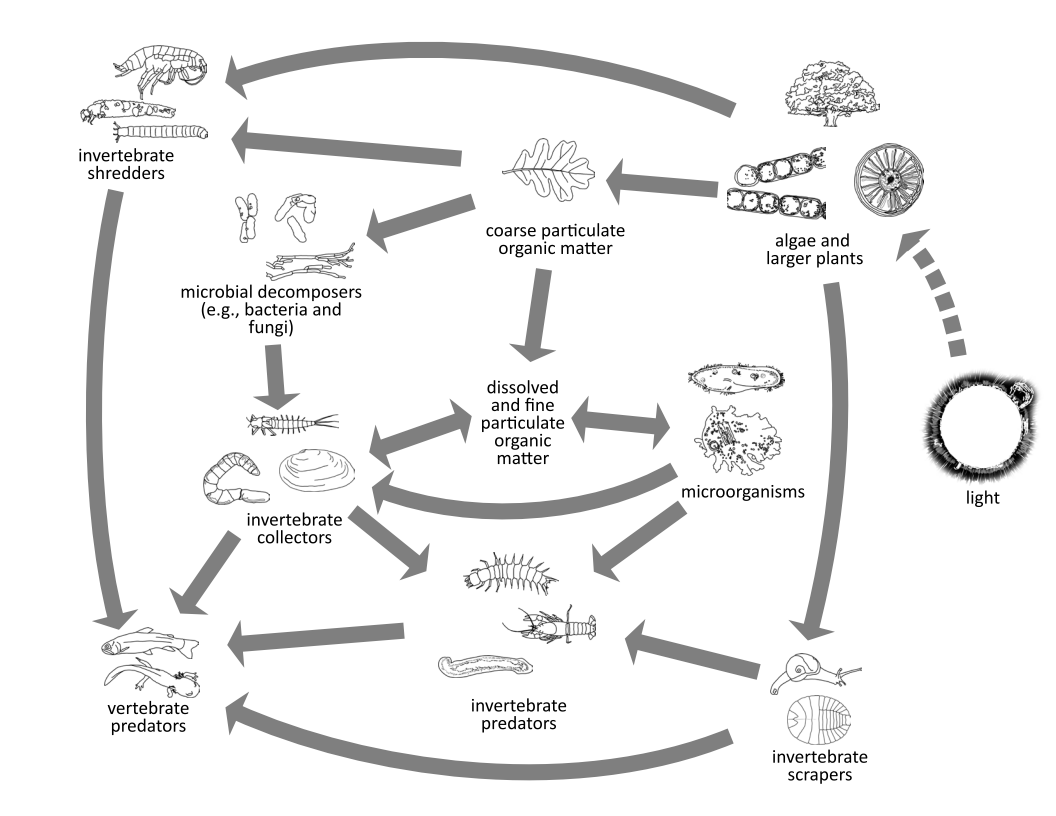 invertebrate
shredders
coarse particulate
organic matter
algae and
larger plants
microbial decomposers
(e.g., bacteria and
fungi)
dissolved
and fine
particulate
organic
matter
microorganisms
light
invertebrate
collectors
vertebrate
predators
invertebrate
predators
invertebrate
scrapers